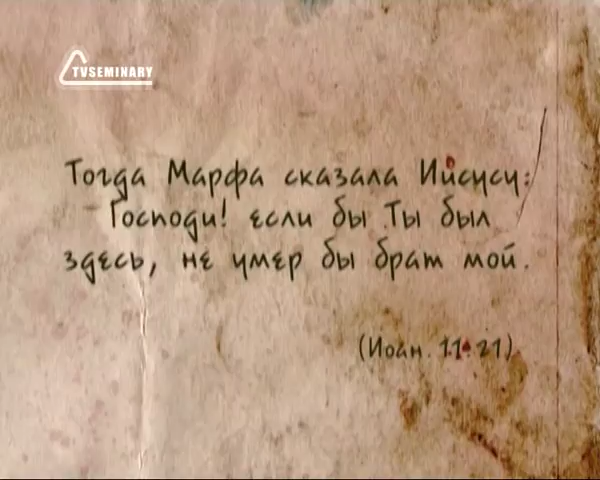 TVSEMINARY
Тогда Марфа сказала Иисусу:
Господи! если бы Ты был
здесь, не умер бы брат мой.
(Иоан. 11:21)